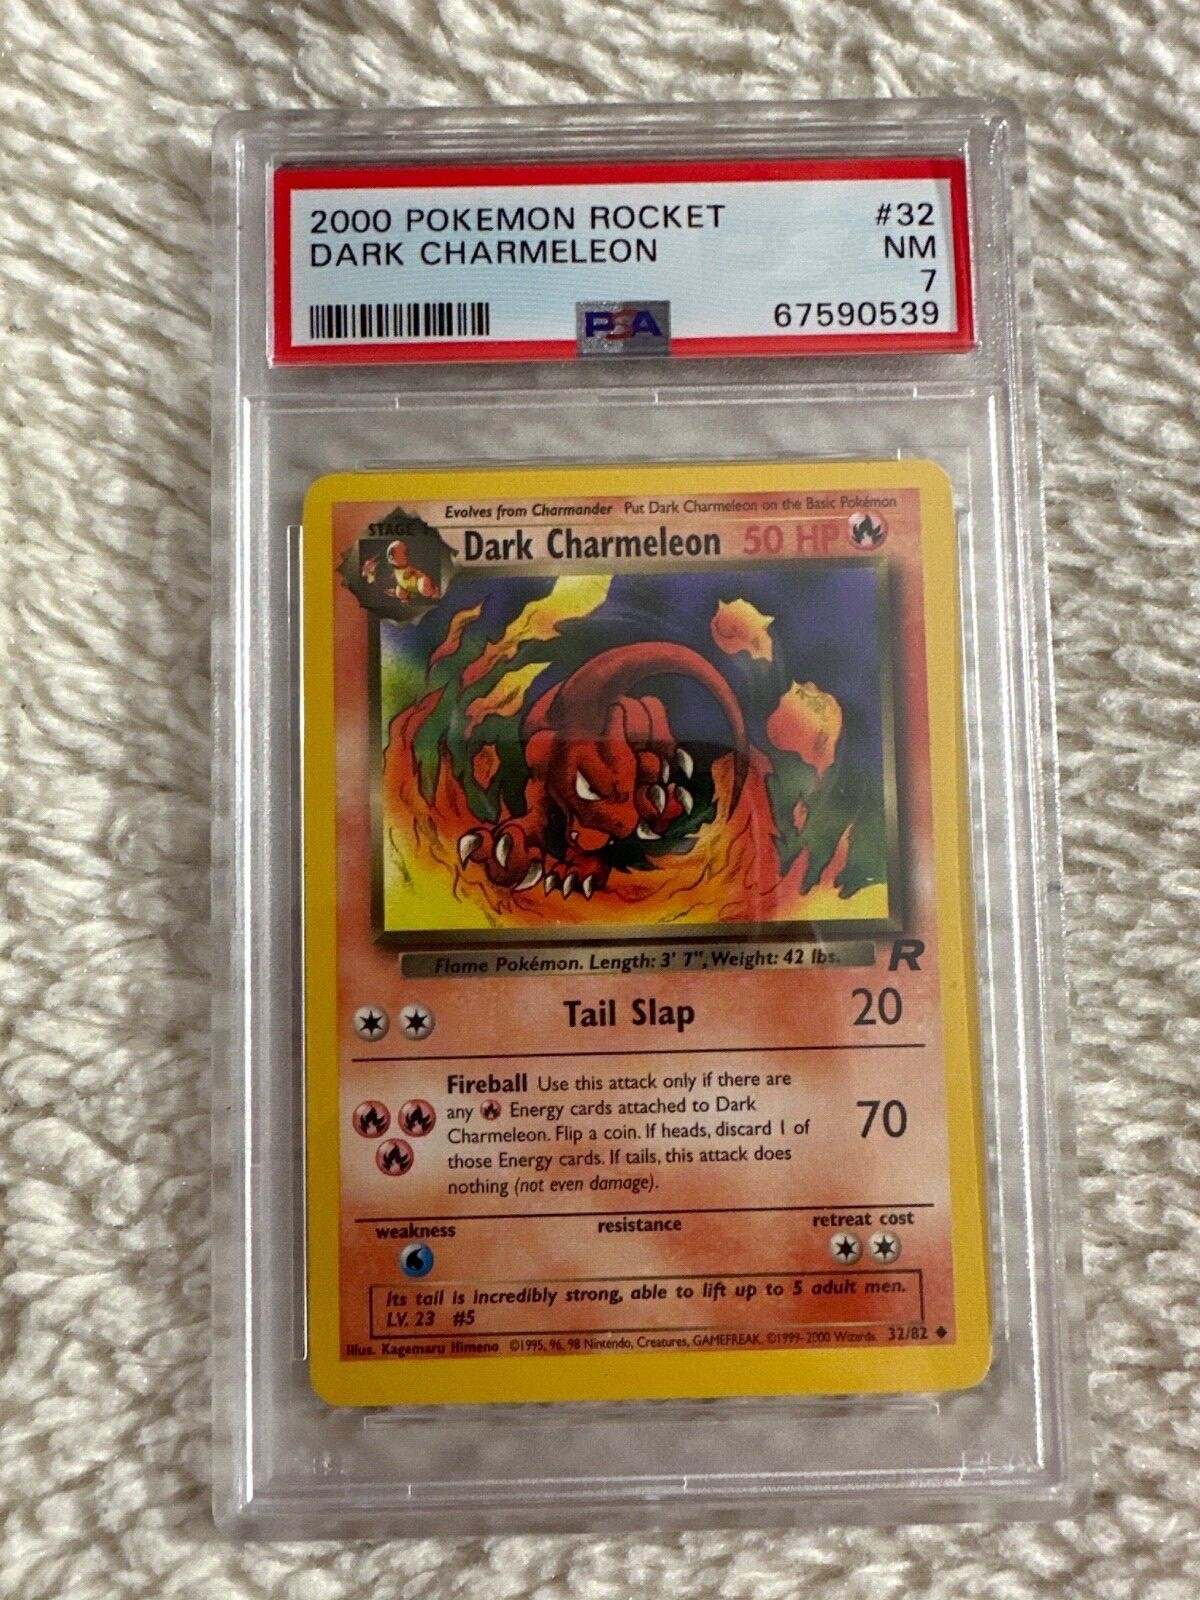 2000 POKEMON ROCKET #32
DARK CHARMELEON NM
7
PSA 67590539
Evolves from Charmander Put Dark Charmeleon on the Basic Pokémon
STAGE 1
Dark Charmeleon 50 HP
Flame Pokémon. Length: 3' 7", Weight: 42 lbs.
R
Tail Slap 20
Fireball Use this attack only if there are
any Energy cards attached to Dark
Charmeleon. Flip a coin. If heads, discard 1 of
those Energy cards. If tails, this attack does
nothing (not even damage).
70
weakness resistance retreat cost
Its tail is incredibly strong, able to lift up to 5 adult men.
LV. 23 #5
Illus. Kagemaru Himeno ©1995, 96, 98 Nintendo, Creatures, GAMEFREAK. ©1999-2000 Wizards. 32/82